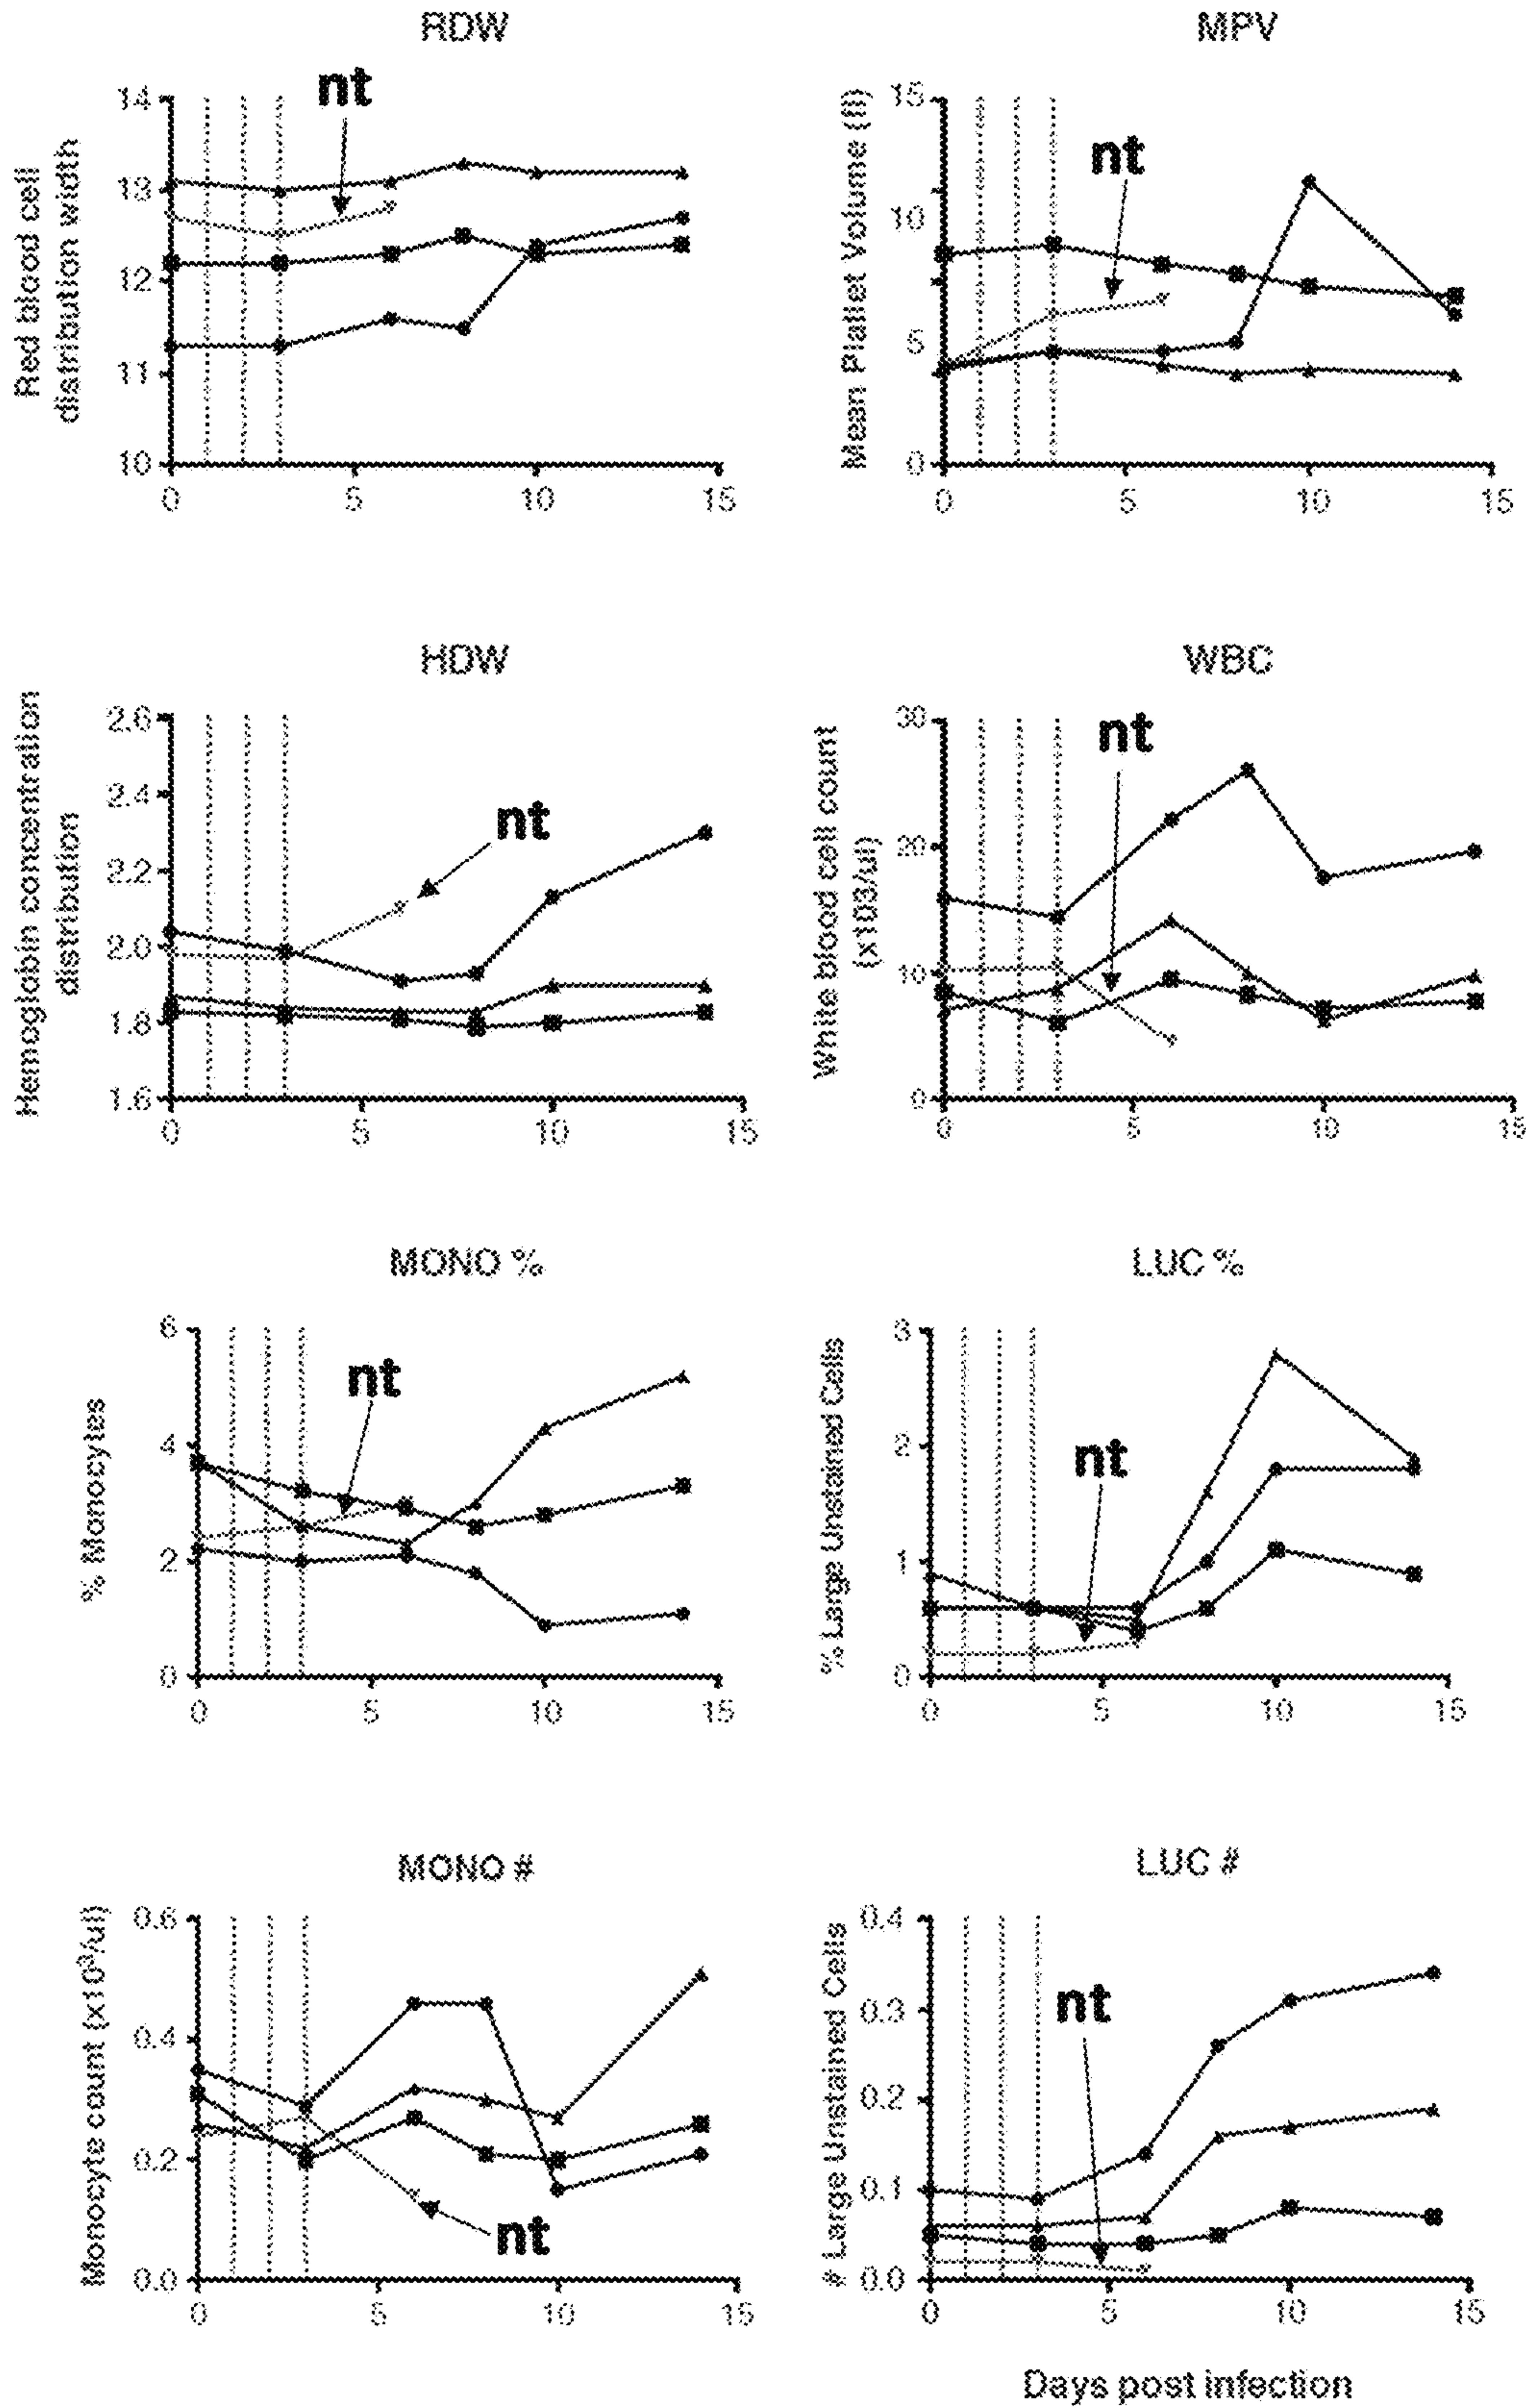 RDW
Red blood cell
distribution width
14
13
12
11
10
nt
0 5 10 15
MPV
Mean Platlet Volume (fl)
15
10
5
0
nt
0 5 10 15
HDW
Hemoglobin concentration
distribution
2.6
2.4
2.2
2.0
1.8
1.6
nt
0 5 10 15
WBC
White blood cell count
(x103/ul)
30
20
10
0
nt
0 5 10 15
MONO %
% Monocytes
6
4
2
0
nt
0 5 10 15
LUC %
% Large Unstained Cells
3
2
1
0
nt
0 5 10 15
MONO #
Monocyte count (x10³/ul)
0.6
0.4
0.2
0.0
nt
0 5 10 15
LUC #
# Large Unstained Cells
0.4
0.3
0.2
0.1
0.0
nt
0 5 10 15
Days post infection